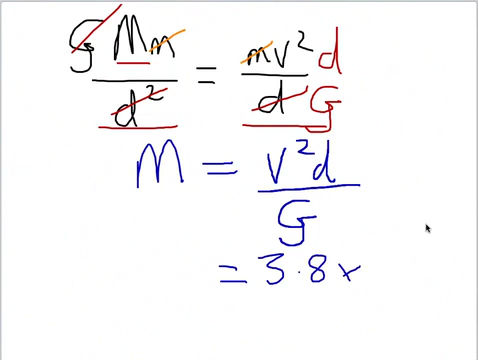 G Mm / d² = mv² d / d G
M = v²d / G
= 3.8 x